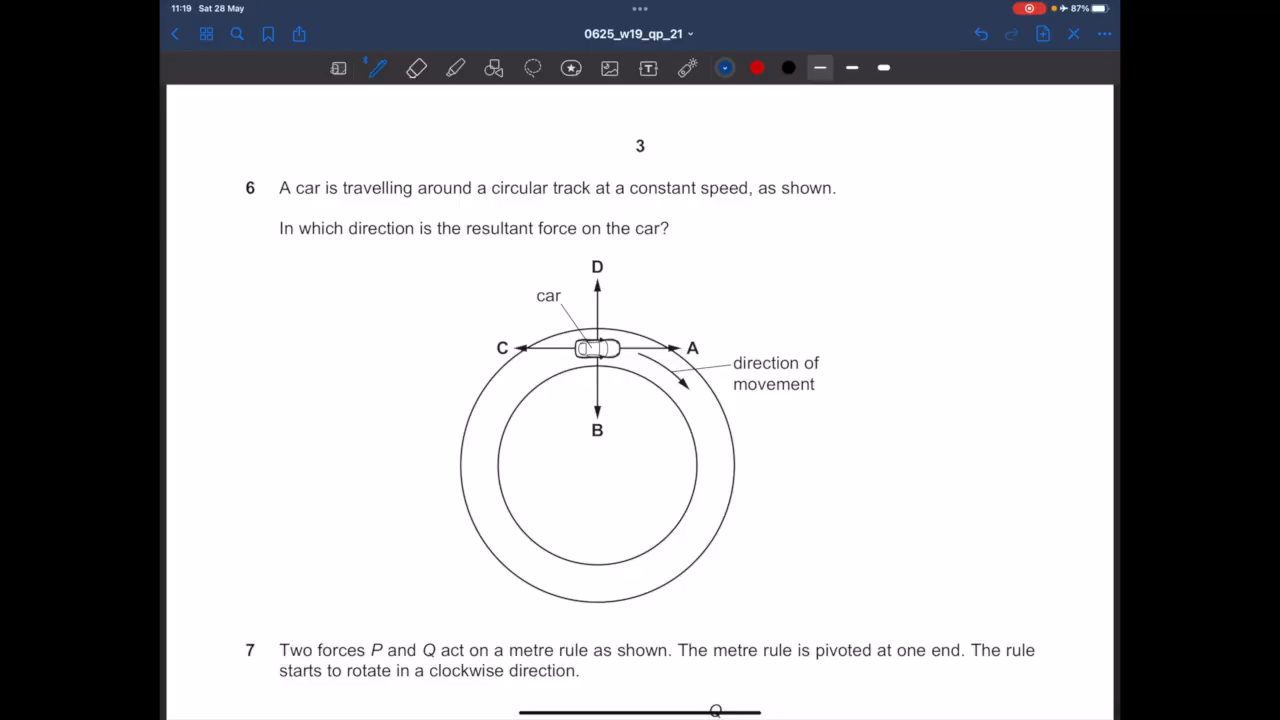 11:19 Sat 28 May
87%
0625_w19_qp_21
3
6 A car is travelling around a circular track at a constant speed, as shown.
In which direction is the resultant force on the car?
D
car
C
A
direction of
movement
B
7 Two forces P and Q act on a metre rule as shown. The metre rule is pivoted at one end. The rule
starts to rotate in a clockwise direction.
Q